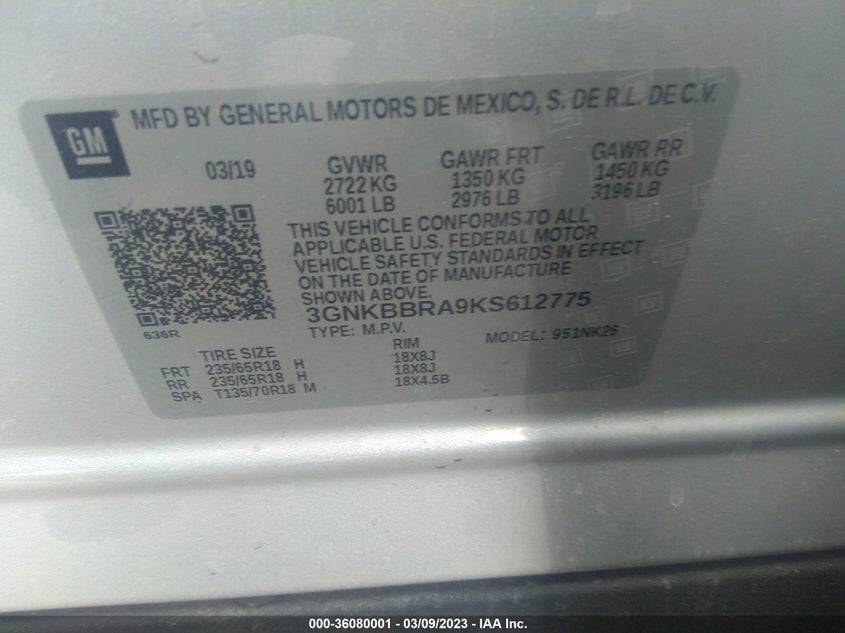 GM ® MFD BY GENERAL MOTORS DE MEXICO, S. DE R.L. DE C.V.
03/19 GVWR GAWR FRT GAWR RR
2722 KG 1350 KG 1450 KG
6001 LB 2976 LB 3196 LB
THIS VEHICLE CONFORMS TO ALL
APPLICABLE U.S. FEDERAL MOTOR
VEHICLE SAFETY STANDARDS IN EFFECT
ON THE DATE OF MANUFACTURE
SHOWN ABOVE.
3GNKBBRA9KS612775
636R TYPE: M.P.V. MODEL: 951NK26
TIRE SIZE RIM
FRT 235/65R18 H 18X8J
RR 235/65R18 H 18X8J
SPA T135/70R18 M 18X4.5B
000-36080001 - 03/09/2023 - IAA Inc.